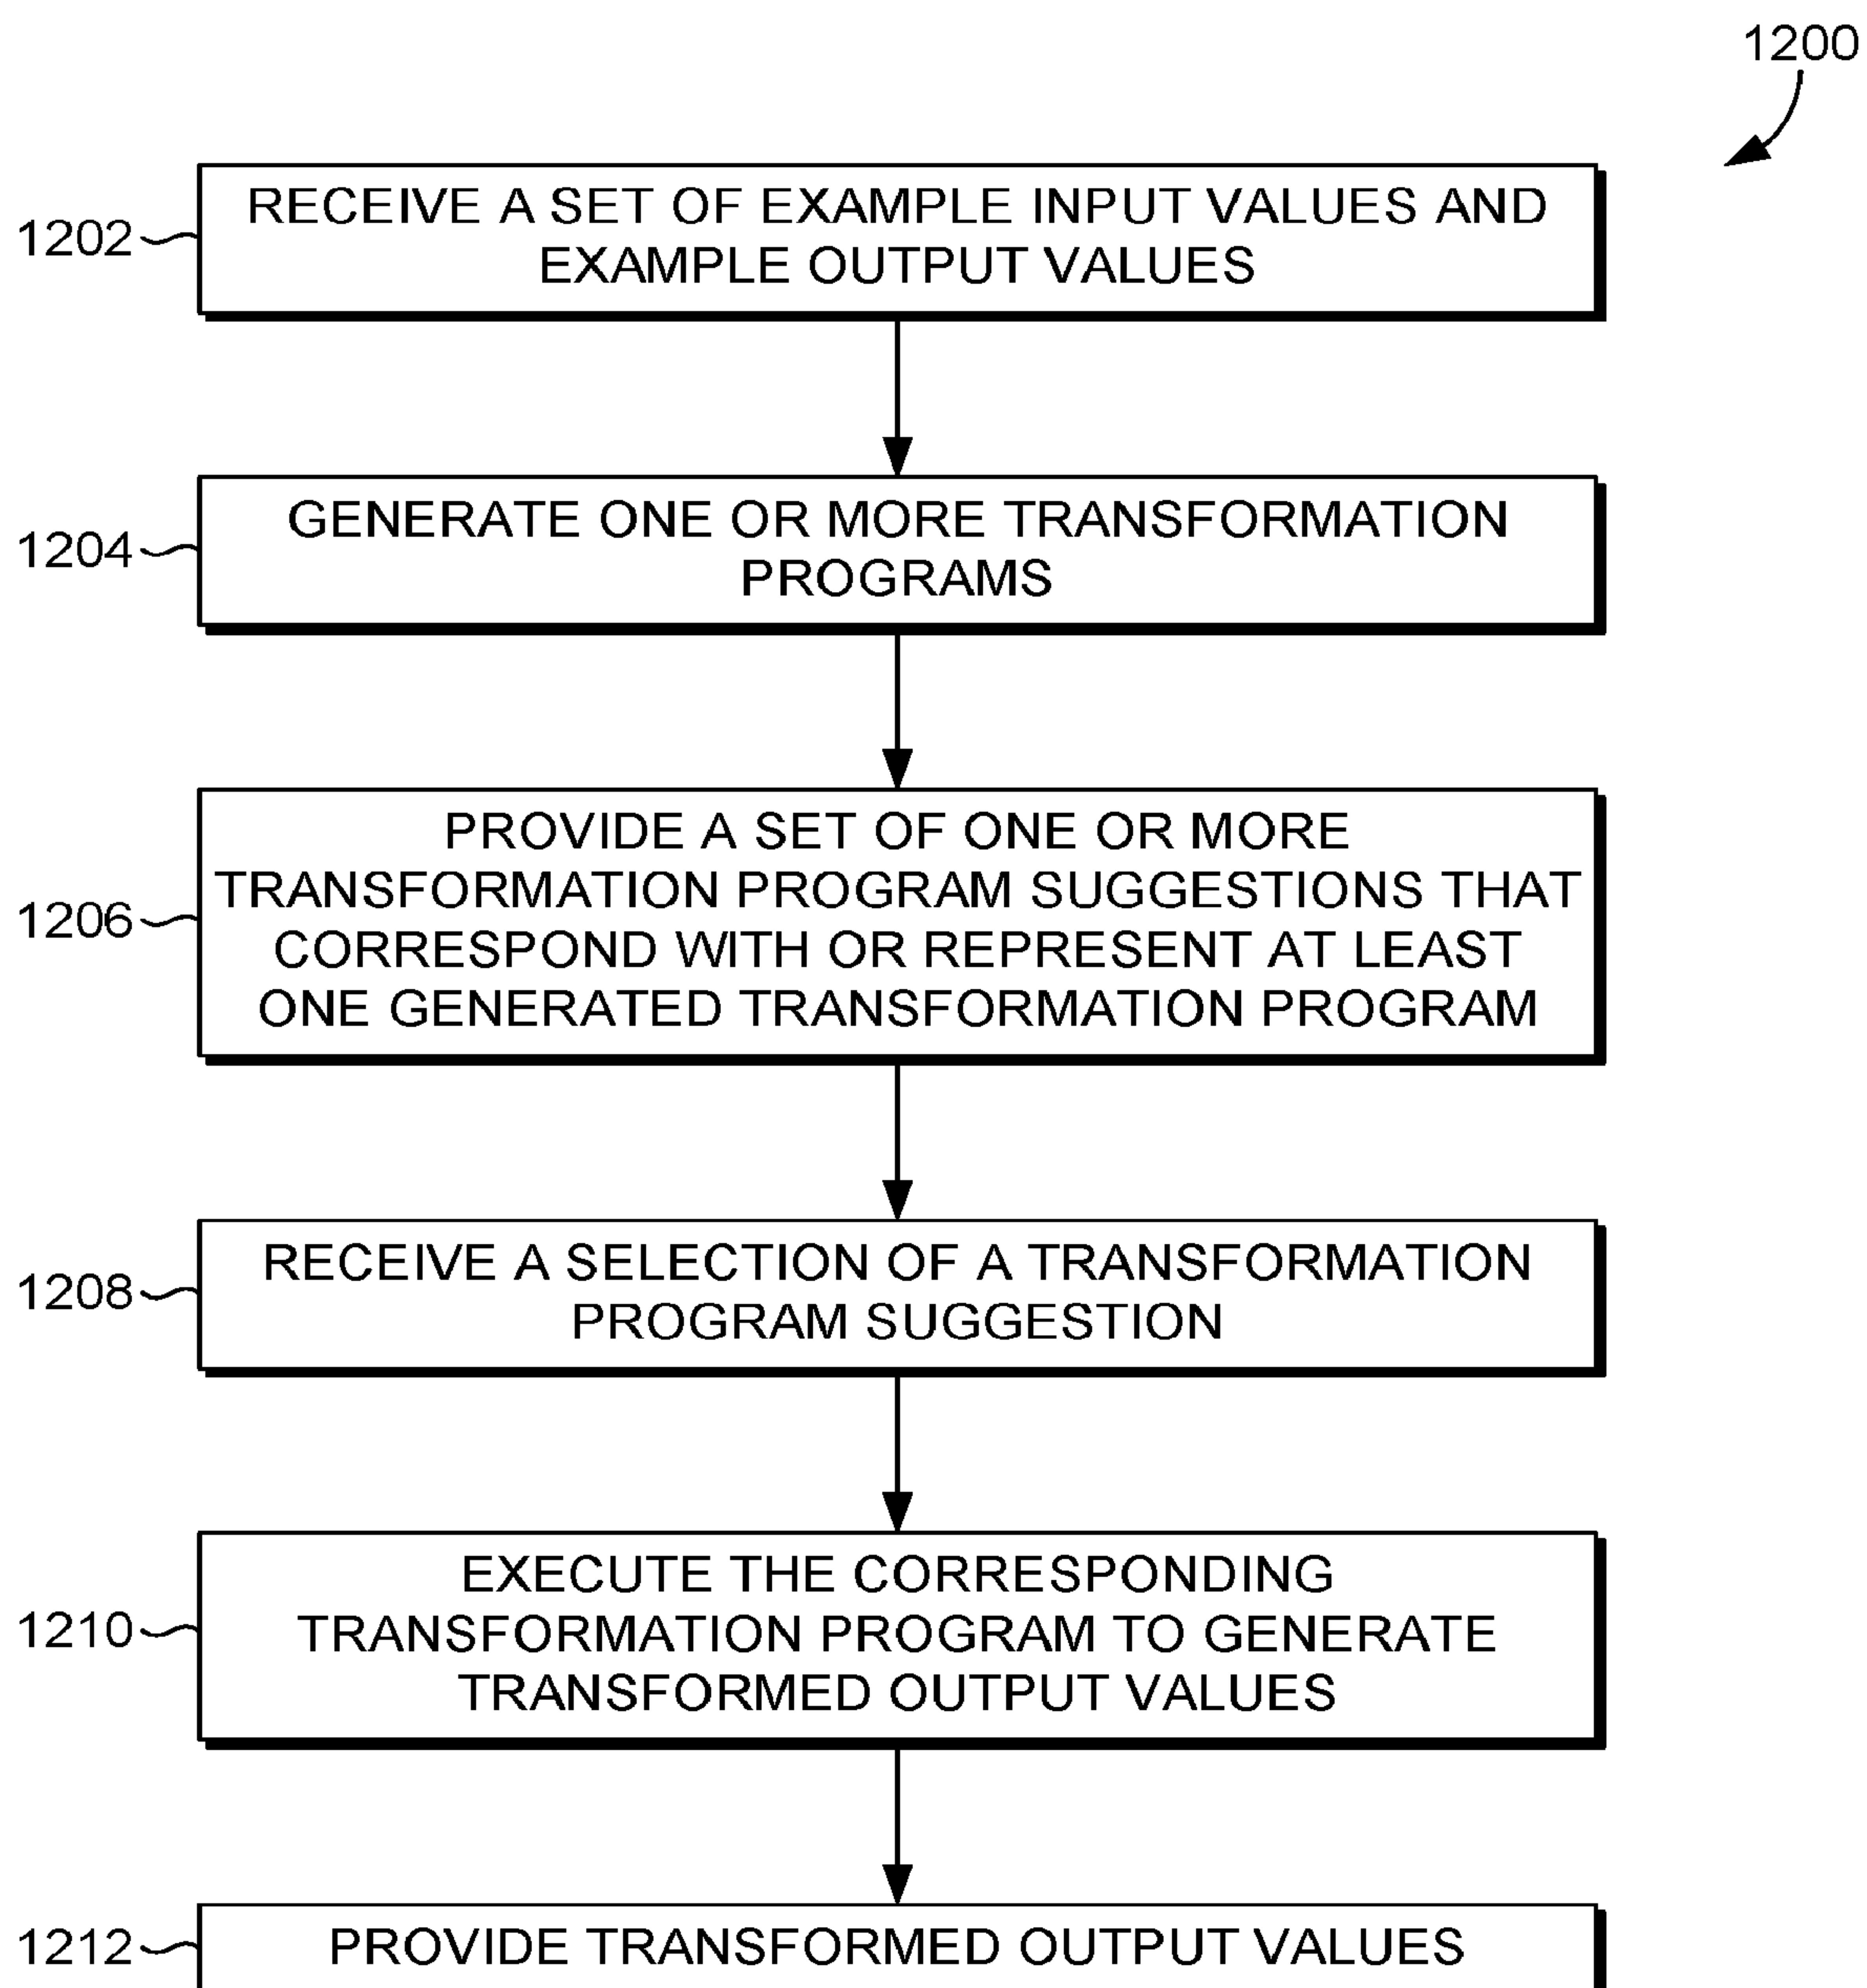 1200
1202
RECEIVE A SET OF EXAMPLE INPUT VALUES AND
EXAMPLE OUTPUT VALUES
1204
GENERATE ONE OR MORE TRANSFORMATION
PROGRAMS
1206
PROVIDE A SET OF ONE OR MORE
TRANSFORMATION PROGRAM SUGGESTIONS THAT
CORRESPOND WITH OR REPRESENT AT LEAST
ONE GENERATED TRANSFORMATION PROGRAM
1208
RECEIVE A SELECTION OF A TRANSFORMATION
PROGRAM SUGGESTION
1210
EXECUTE THE CORRESPONDING
TRANSFORMATION PROGRAM TO GENERATE
TRANSFORMED OUTPUT VALUES
1212
PROVIDE TRANSFORMED OUTPUT VALUES